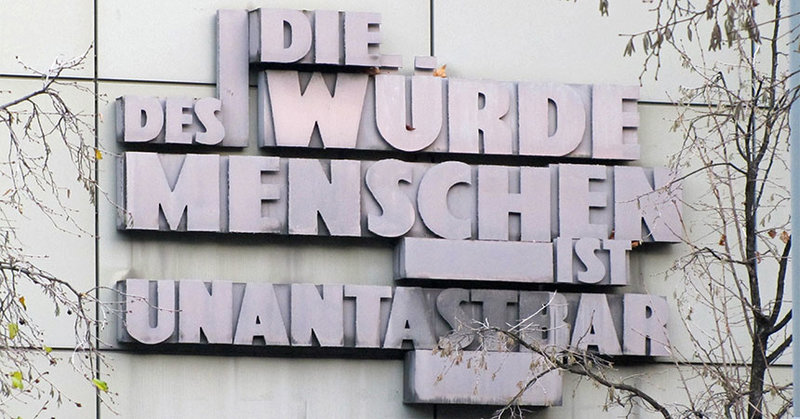 DIE
DES WÜRDE
MENSCHEN
IST
UNANTASTBAR